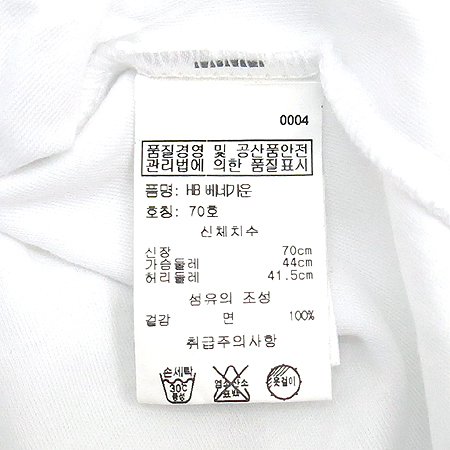 0004
품질경영 및 공산품안전
관리법에 의한 품질표시
품명: HB 베네가운
호칭: 70호
신체치수
신장 70cm
가슴둘레 44cm
허리둘레 41.5cm
섬유의 조성
겉감 면 100%
취급주의사항
손세탁
30℃
중성
염소산소
표백
옷걸이